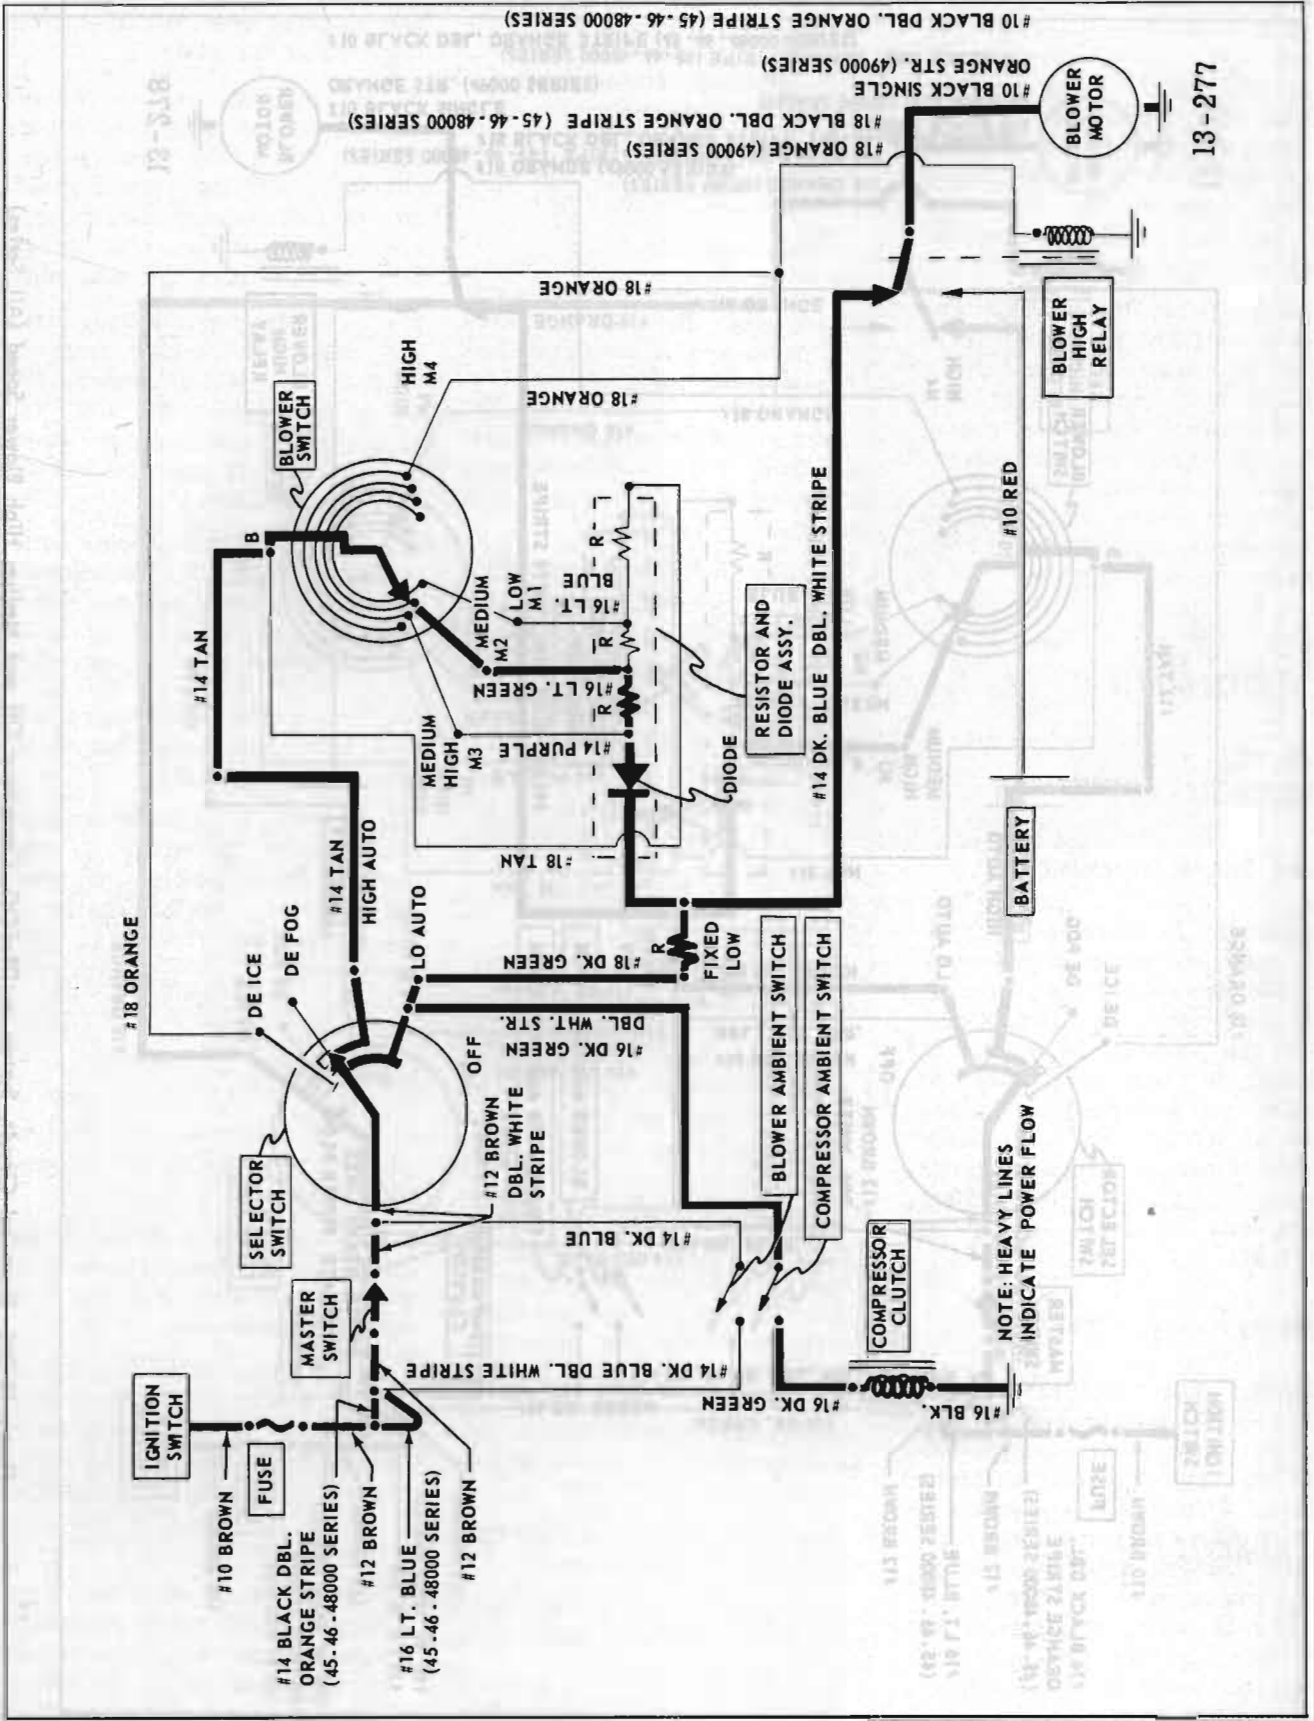 #10 BLACK DBL. ORANGE STRIPE (45-46-48000 SERIES)
#10 BLACK SINGLE
ORANGE STR. (49000 SERIES)
#18 BLACK DBL. ORANGE STRIPE (45-46-48000 SERIES)
#18 ORANGE (49000 SERIES)
BLOWER
MOTOR
13-277
#18 ORANGE
BLOWER
HIGH
RELAY
HIGH
M4
#18 ORANGE
BLOWER
SWITCH
B
#10 RED
#14 TAN
R
LOW
M1
#16 LT.
BLUE
MEDIUM
M2
R
#16 LT. GREEN
R
MEDIUM
HIGH
M3
#14 PURPLE
RESISTOR AND
DIODE ASSY.
DIODE
#14 DK. BLUE DBL. WHITE STRIPE
#18 TAN
BATTERY
#14 TAN
HIGH AUTO
#18 ORANGE
DE ICE
DE FOG
LO AUTO
#18 DK. GREEN
R
FIXED
LOW
#16 DK. GREEN
DBL. WHT. STR.
OFF
BLOWER AMBIENT SWITCH
COMPRESSOR AMBIENT SWITCH
SELECTOR
SWITCH
#12 BROWN
DBL. WHITE
STRIPE
#14 DK. BLUE
MASTER
SWITCH
COMPRESSOR
CLUTCH
NOTE: HEAVY LINES
INDICATE POWER FLOW
#14 DK. BLUE DBL. WHITE STRIPE
#16 DK. GREEN
#16 BLK.
IGNITION
SWITCH
FUSE
#10 BROWN
#14 BLACK DBL.
ORANGE STRIPE
(45-46-48000 SERIES)
#12 BROWN
#16 LT. BLUE
(45-46-48000 SERIES)
#12 BROWN